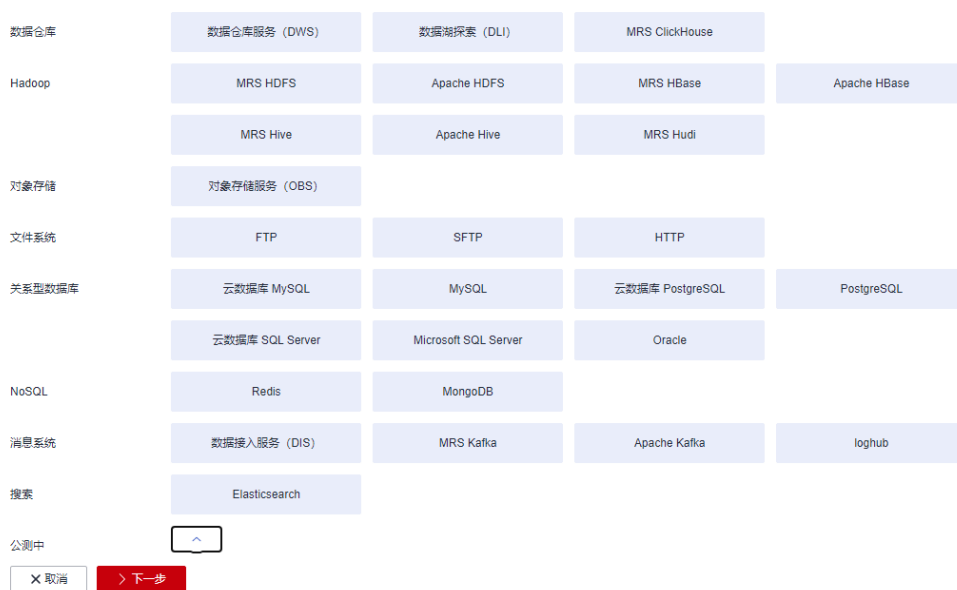 数据仓库 数据仓库服务（DWS） 数据湖探索（DLI） MRS ClickHouse
Hadoop MRS HDFS Apache HDFS MRS HBase Apache HBase
MRS Hive Apache Hive MRS Hudi
对象存储 对象存储服务（OBS）
文件系统 FTP SFTP HTTP
关系型数据库 云数据库 MySQL MySQL 云数据库 PostgreSQL PostgreSQL
云数据库 SQL Server Microsoft SQL Server Oracle
NoSQL Redis MongoDB
消息系统 数据接入服务（DIS） MRS Kafka Apache Kafka loghub
搜索 Elasticsearch
公测中
取消 下一步